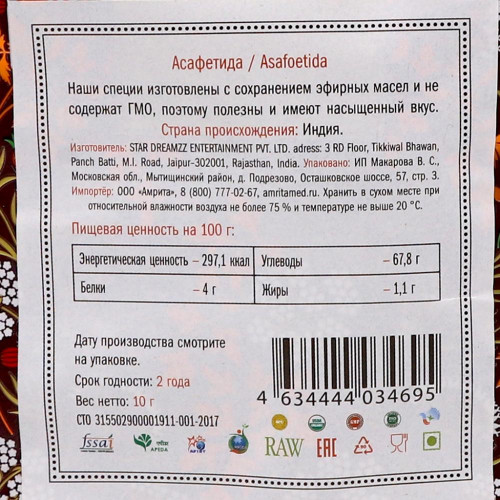 Асафетида / Asafoetida
Наши специи изготовлены с сохранением эфирных масел и не
содержат ГМО, поэтому полезны и имеют насыщенный вкус.
Страна происхождения: Индия.
Изготовитель: STAR DREAMZZ ENTERTAINMENT PVT. LTD. adress: 3 RD Floor, Tikkiwal Bhawan,
Panch Batti, M.I. Road, Jaipur-302001, Rajasthan, India. Упаковано: ИП Макарова В. С.,
Московская обл., Мытищинский район, д. Подрезово, Осташковское шоссе, 57, стр. 3.
Импортёр: ООО «Амрита», 8 (800) 777-02-67, amritamed.ru. Хранить в сухом месте при
относительной влажности воздуха не более 75 % и температуре не выше 20 °С.
Пищевая ценность на 100 г:
Энергетическая ценность – 297,1 ккал Углеводы – 67,8 г
Белки – 4 г Жиры – 1,1 г
Дату производства смотрите
на упаковке.
Срок годности: 2 года
Вес нетто: 10 г
СТО 315502900001911-001-2017
4 634444 034695
fssai
APEDA
RAW
EAC